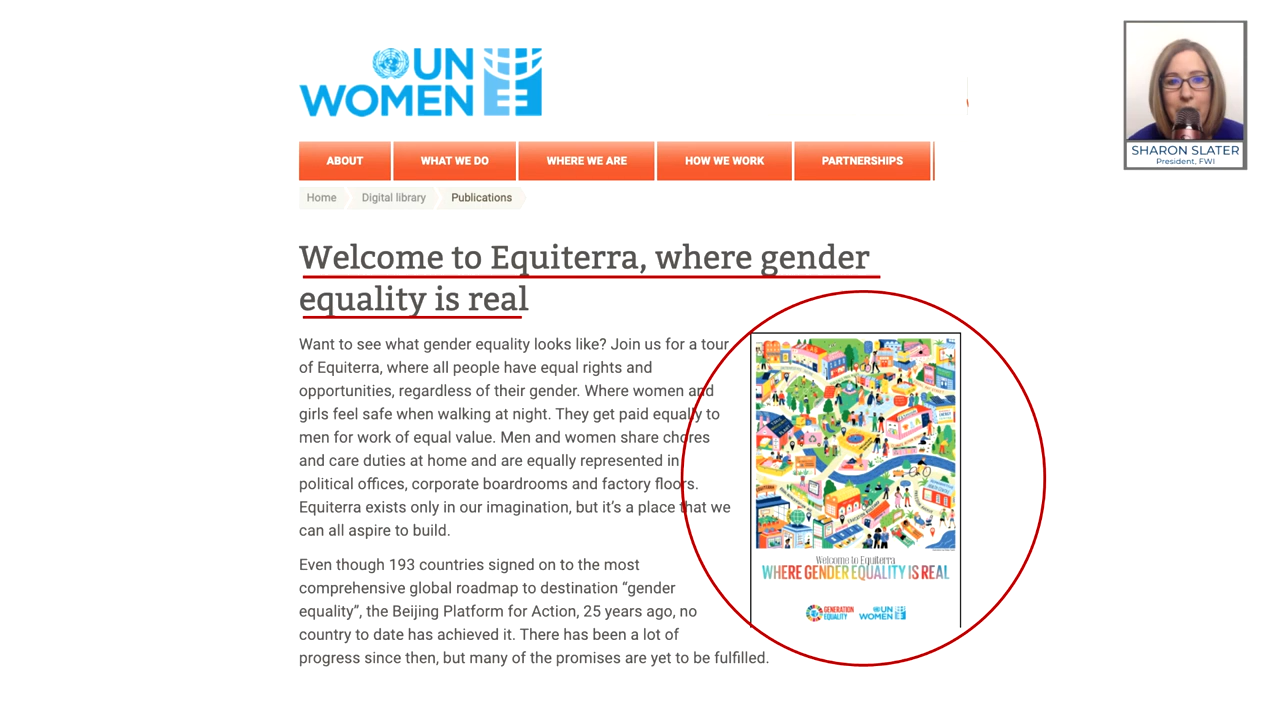 UN
WOMEN
SHARON SLATER
President, FWI
ABOUT
WHAT WE DO
WHERE WE ARE
HOW WE WORK
PARTNERSHIPS
Home
Digital library
Publications
Welcome to Equiterra, where gender
equality is real
Want to see what gender equality looks like? Join us for a tour
of Equiterra, where all people have equal rights and
opportunities, regardless of their gender. Where women and
girls feel safe when walking at night. They get paid equally to
men for work of equal value. Men and women share chores
and care duties at home and are equally represented in
political offices, corporate boardrooms and factory floors.
Equiterra exists only in our imagination, but it's a place that we
can all aspire to build.
Even though 193 countries signed on to the most
comprehensive global roadmap to destination “gender
equality”, the Beijing Platform for Action, 25 years ago, no
country to date has achieved it. There has been a lot of
progress since then, but many of the promises are yet to be fulfilled.
Welcome to Equiterra
WHERE GENDER EQUALITY IS REAL
GENERATION
EQUALITY
UN
WOMEN